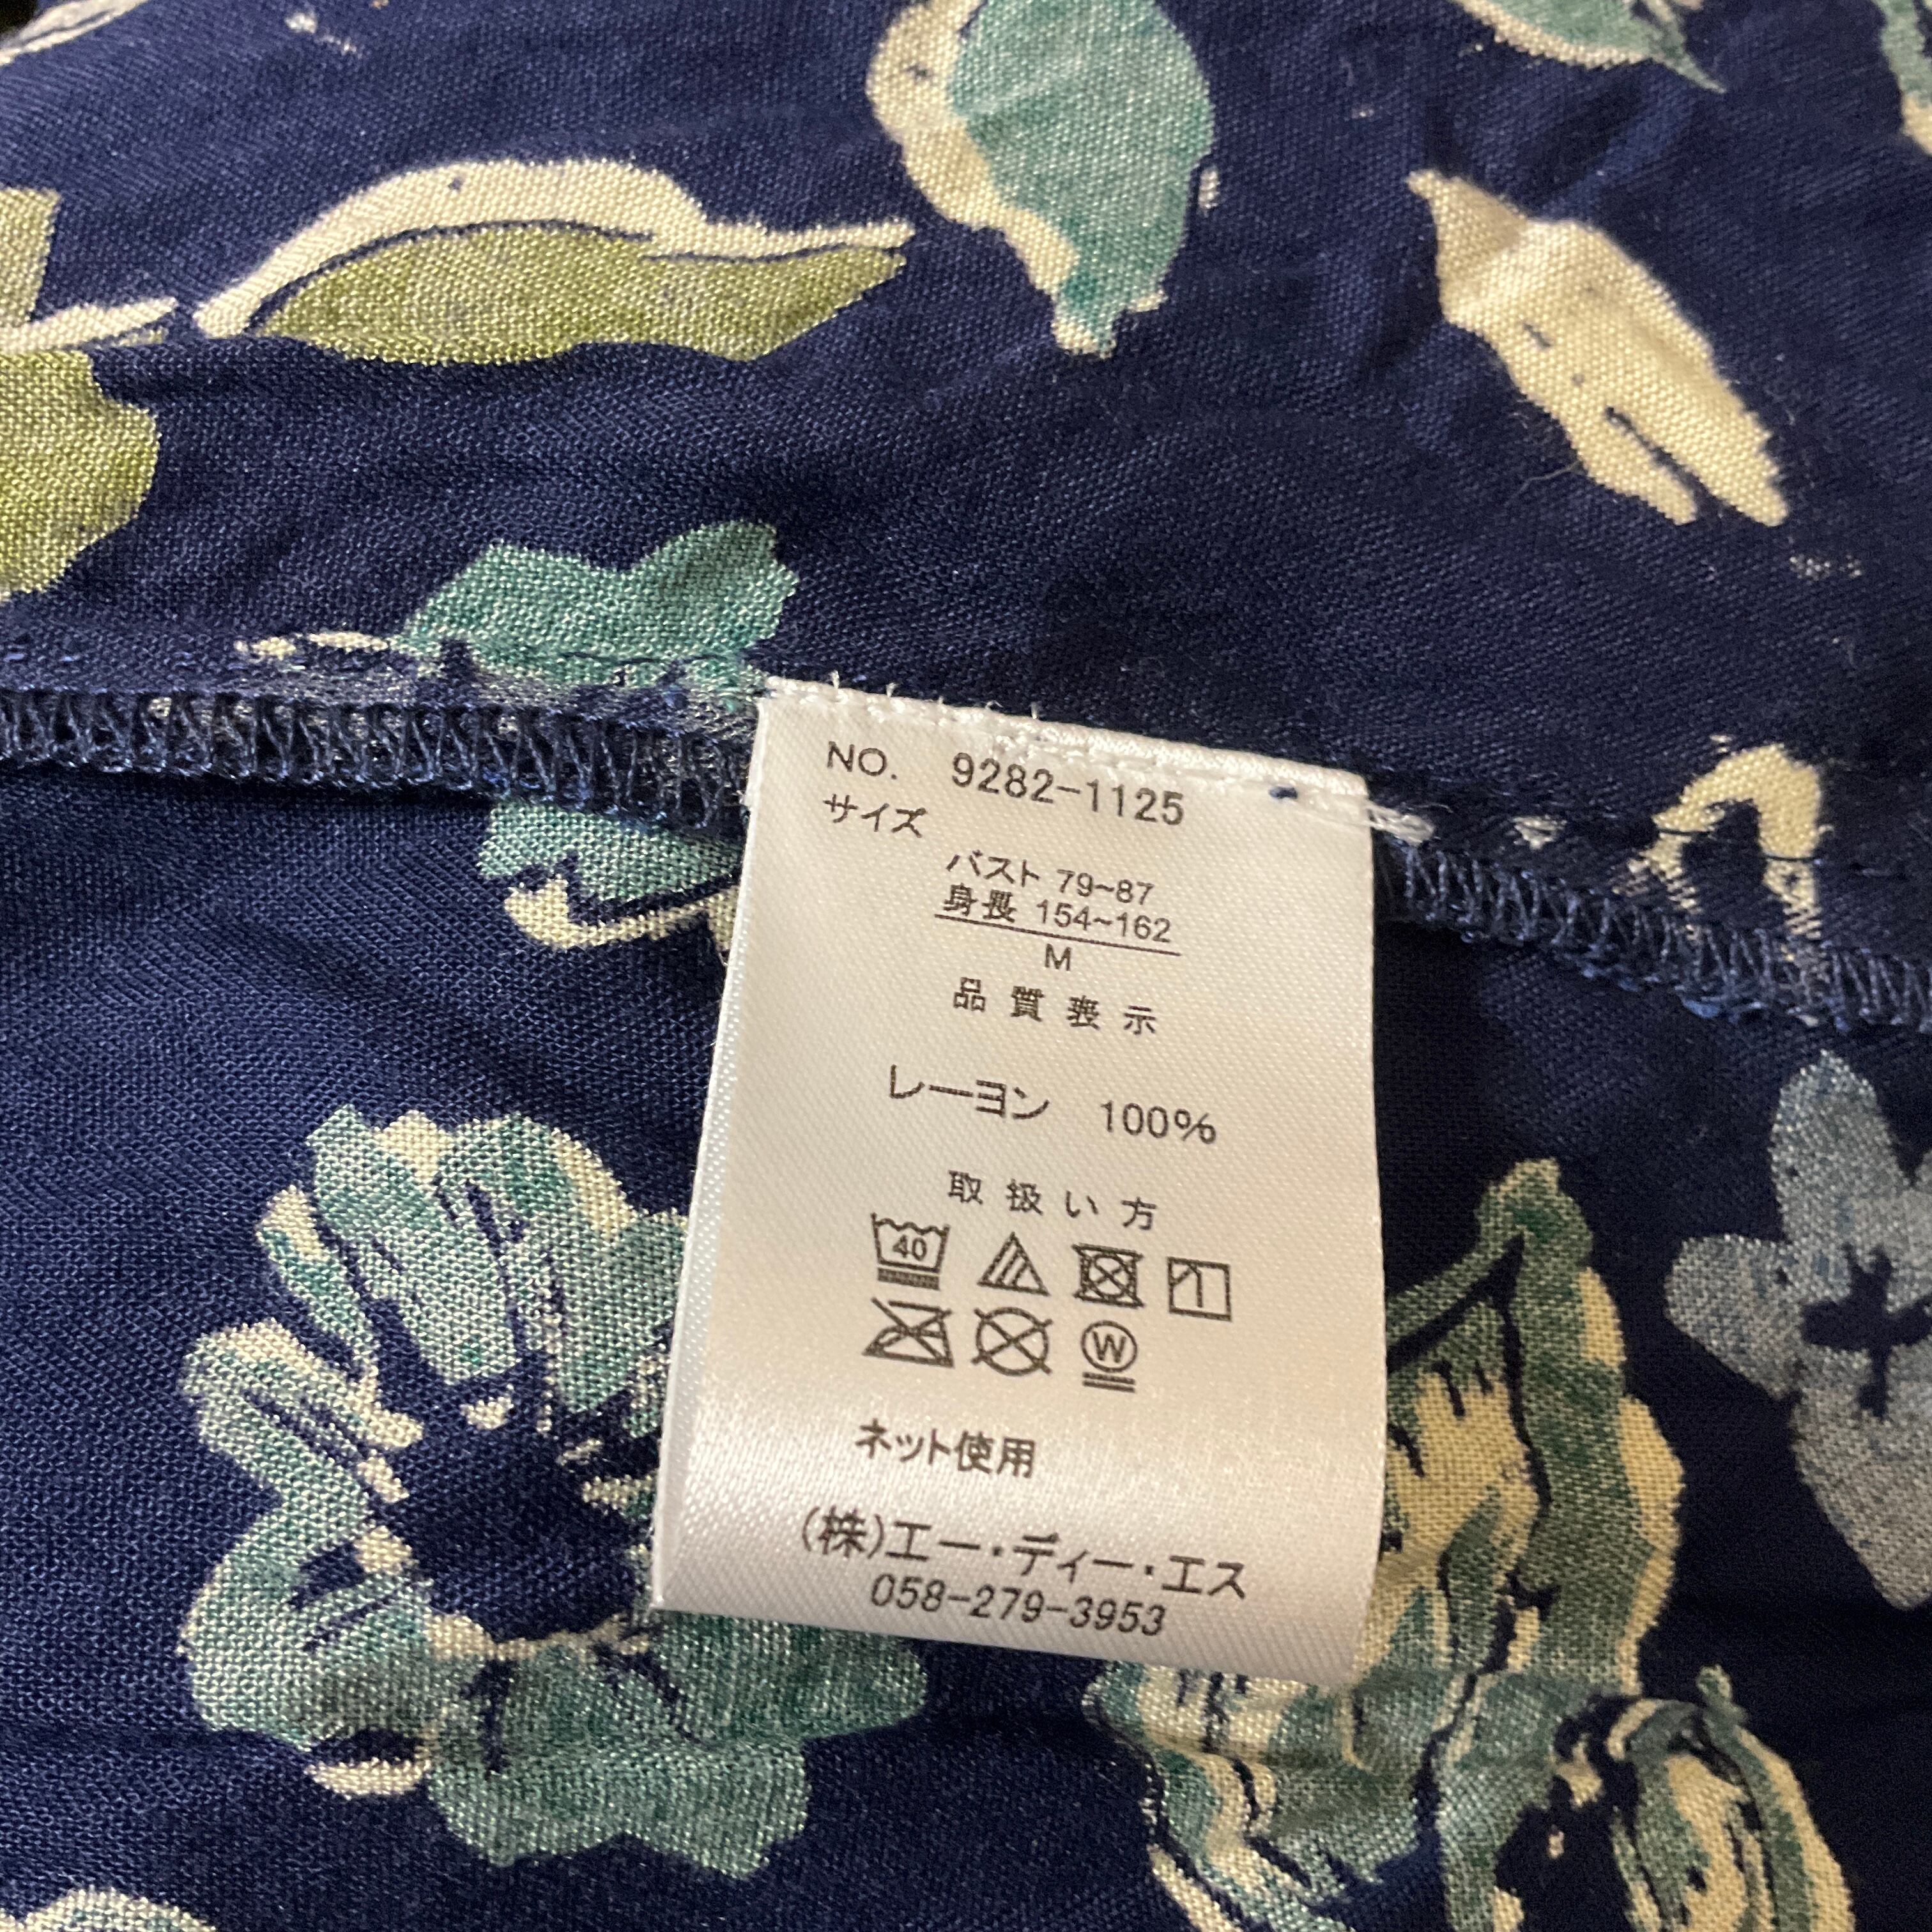 NO. 9282-1125
サイズ
バスト 79~87
身長 154~162
M
品質表示
レーヨン 100%
取扱い方
40
W
ネット使用
(株)エー・ディー・エス
058-279-3953